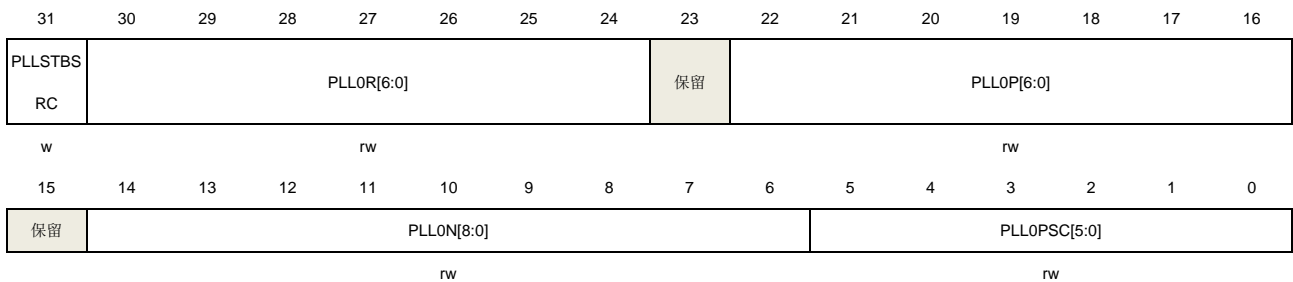 31 30 29 28 27 26 25 24 23 22 21 20 19 18 17 16
PLLSTBS
RC
PLL0R[6:0]
保留
PLL0P[6:0]
w rw rw
15 14 13 12 11 10 9 8 7 6 5 4 3 2 1 0
保留 PLL0N[8:0] PLL0PSC[5:0]
rw rw